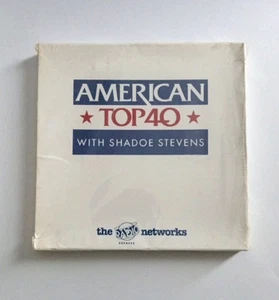 AMERICAN
★ TOP40 ★
WITH SHADOE STEVENS
the networks